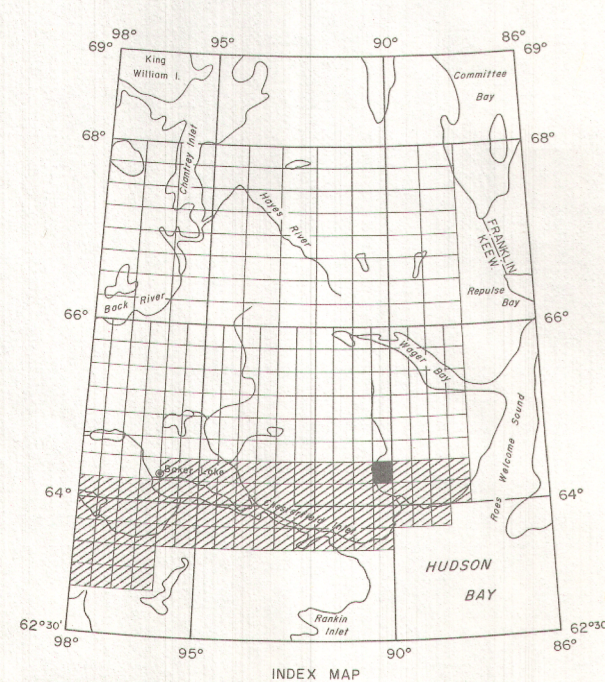 98° 95° 90° 86°
69° 69°
King
William I.
Committee
Bay
68° 68°
Chantrey Inlet
Hayes
River
FRANKLIN
KEEW.
Back River
Repulse
Bay
66° 66°
Wager Bay
Roes Welcome Sound
Baker Lake
64° 64°
Chesterfield Inlet
HUDSON
BAY
Rankin
Inlet
62°30' 62°30'
98° 95° 90° 86°
INDEX MAP